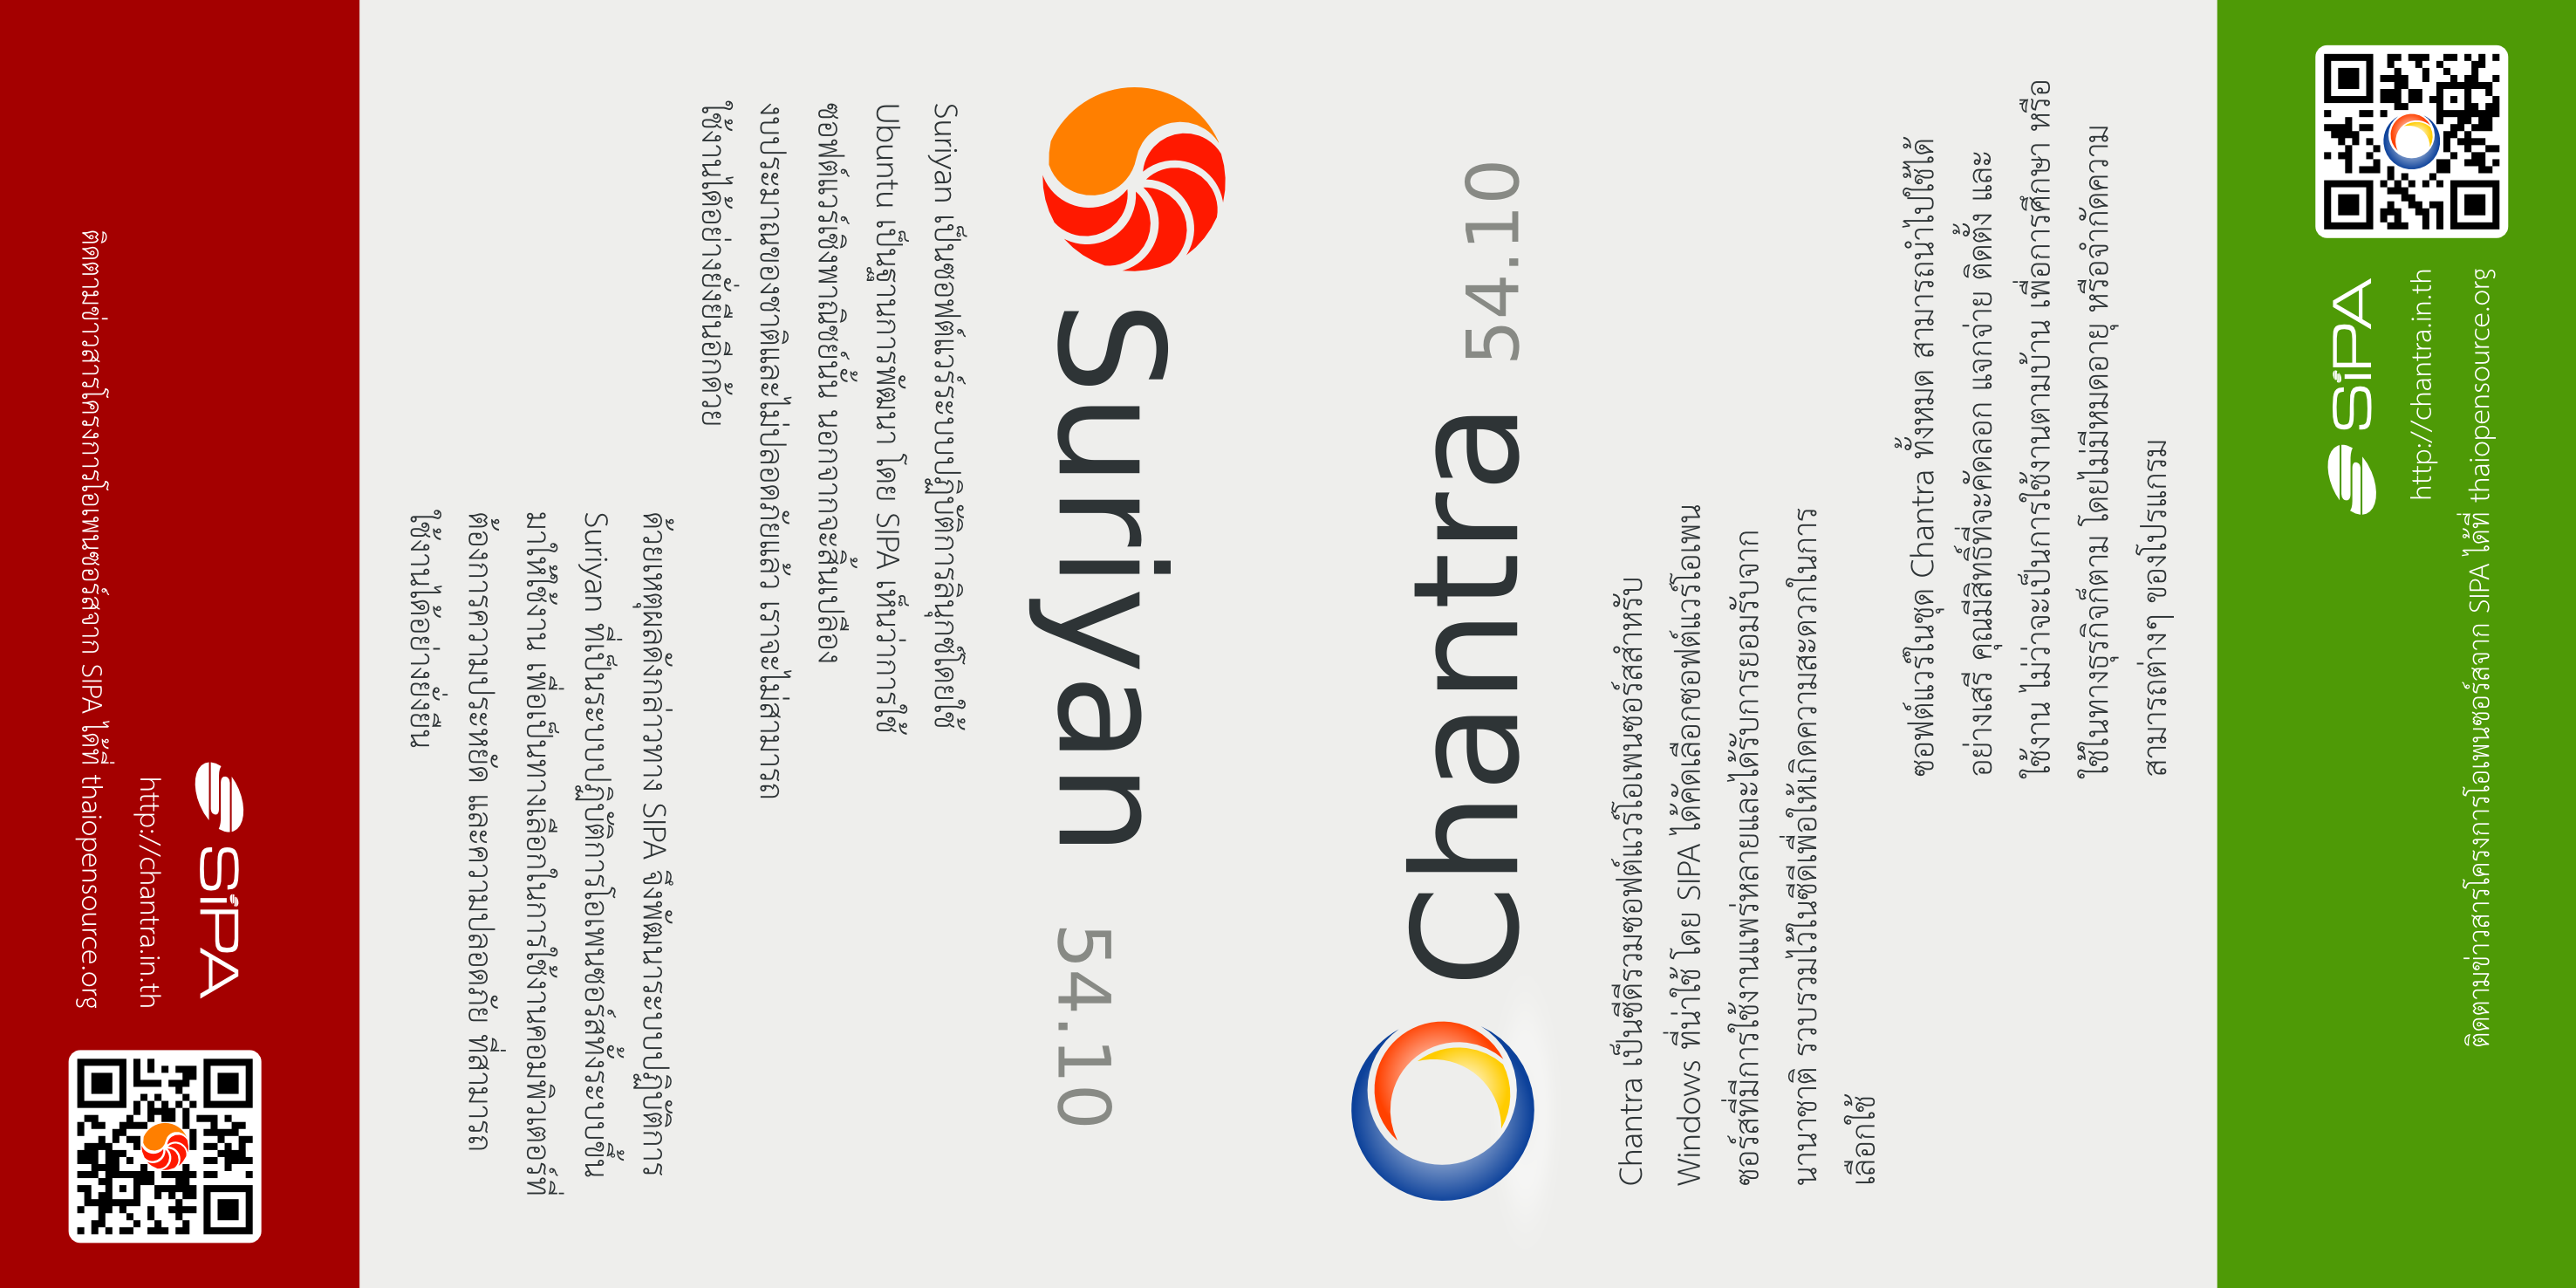 Suriyan 54.10
Suriyan เป็นซอฟต์แวร์ระบบปฏิบัติการลินุกซ์โดยใช้
Ubuntu เป็นฐานการพัฒนา โดย SIPA เห็นว่าการใช้
ซอฟต์แวร์เชิงพาณิชย์นั้น นอกจากจะสิ้นเปลือง
งบประมาณของชาติและไม่ปลอดภัยแล้ว เราจะไม่สามารถ
ใช้งานได้อย่างยั่งยืนอีกด้วย
ด้วยเหตุผลดังกล่าวทาง SIPA จึงพัฒนาระบบปฏิบัติการ
Suriyan ที่เป็นระบบปฏิบัติการโอเพนซอร์สทั้งระบบขึ้น
มาให้ใช้งาน เพื่อเป็นทางเลือกในการใช้งานคอมพิวเตอร์ที่
ต้องการความประหยัด และความปลอดภัย ที่สามารถ
ใช้งานได้อย่างยั่งยืน
SiPA
http://chantra.in.th
ติดตามข่าวสารโครงการโอเพนซอร์สจาก SIPA ได้ที่ thaiopensource.org
Chantra 54.10
Chantra เป็นซีดีรวมซอฟต์แวร์โอเพนซอร์สสำหรับ
Windows ที่น่าใช้ โดย SIPA ได้คัดเลือกซอฟต์แวร์โอเพน
ซอร์สที่มีการใช้งานแพร่หลายและได้รับการยอมรับจาก
นานาชาติ รวบรวมไว้ในซีดีเพื่อให้เกิดความสะดวกในการ
เลือกใช้
ซอฟต์แวร์ในชุด Chantra ทั้งหมด สามารถนำไปใช้ได้
อย่างเสรี คุณมีสิทธิ์ที่จะคัดลอก แจกจ่าย ติดตั้ง และ
ใช้งาน ไม่ว่าจะเป็นการใช้งานตามบ้าน เพื่อการศึกษา หรือ
ใช้ในทางธุรกิจก็ตาม โดยไม่มีหมดอายุ หรือจำกัดความ
สามารถต่างๆ ของโปรแกรม
SiPA
http://chantra.in.th
ติดตามข่าวสารโครงการโอเพนซอร์สจาก SIPA ได้ที่ thaiopensource.org